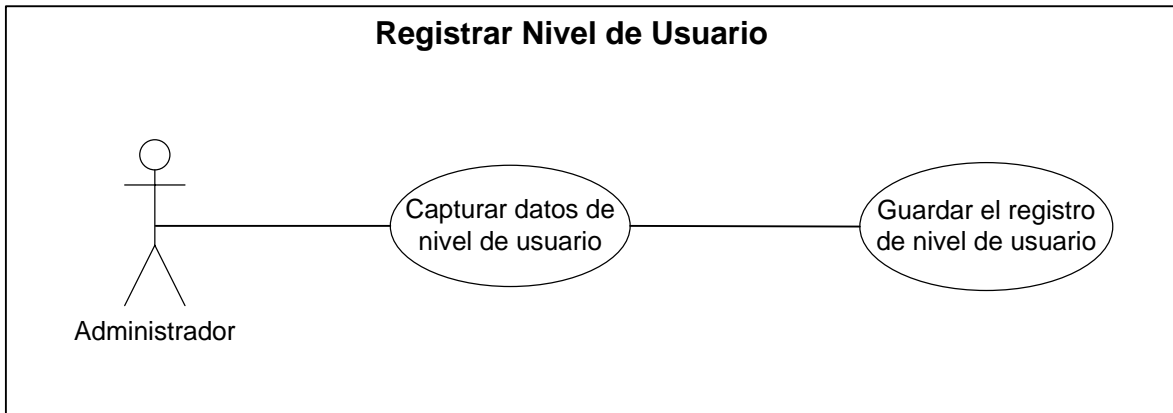 Registrar Nivel de Usuario
Capturar datos de
nivel de usuario
Guardar el registro
de nivel de usuario
Administrador